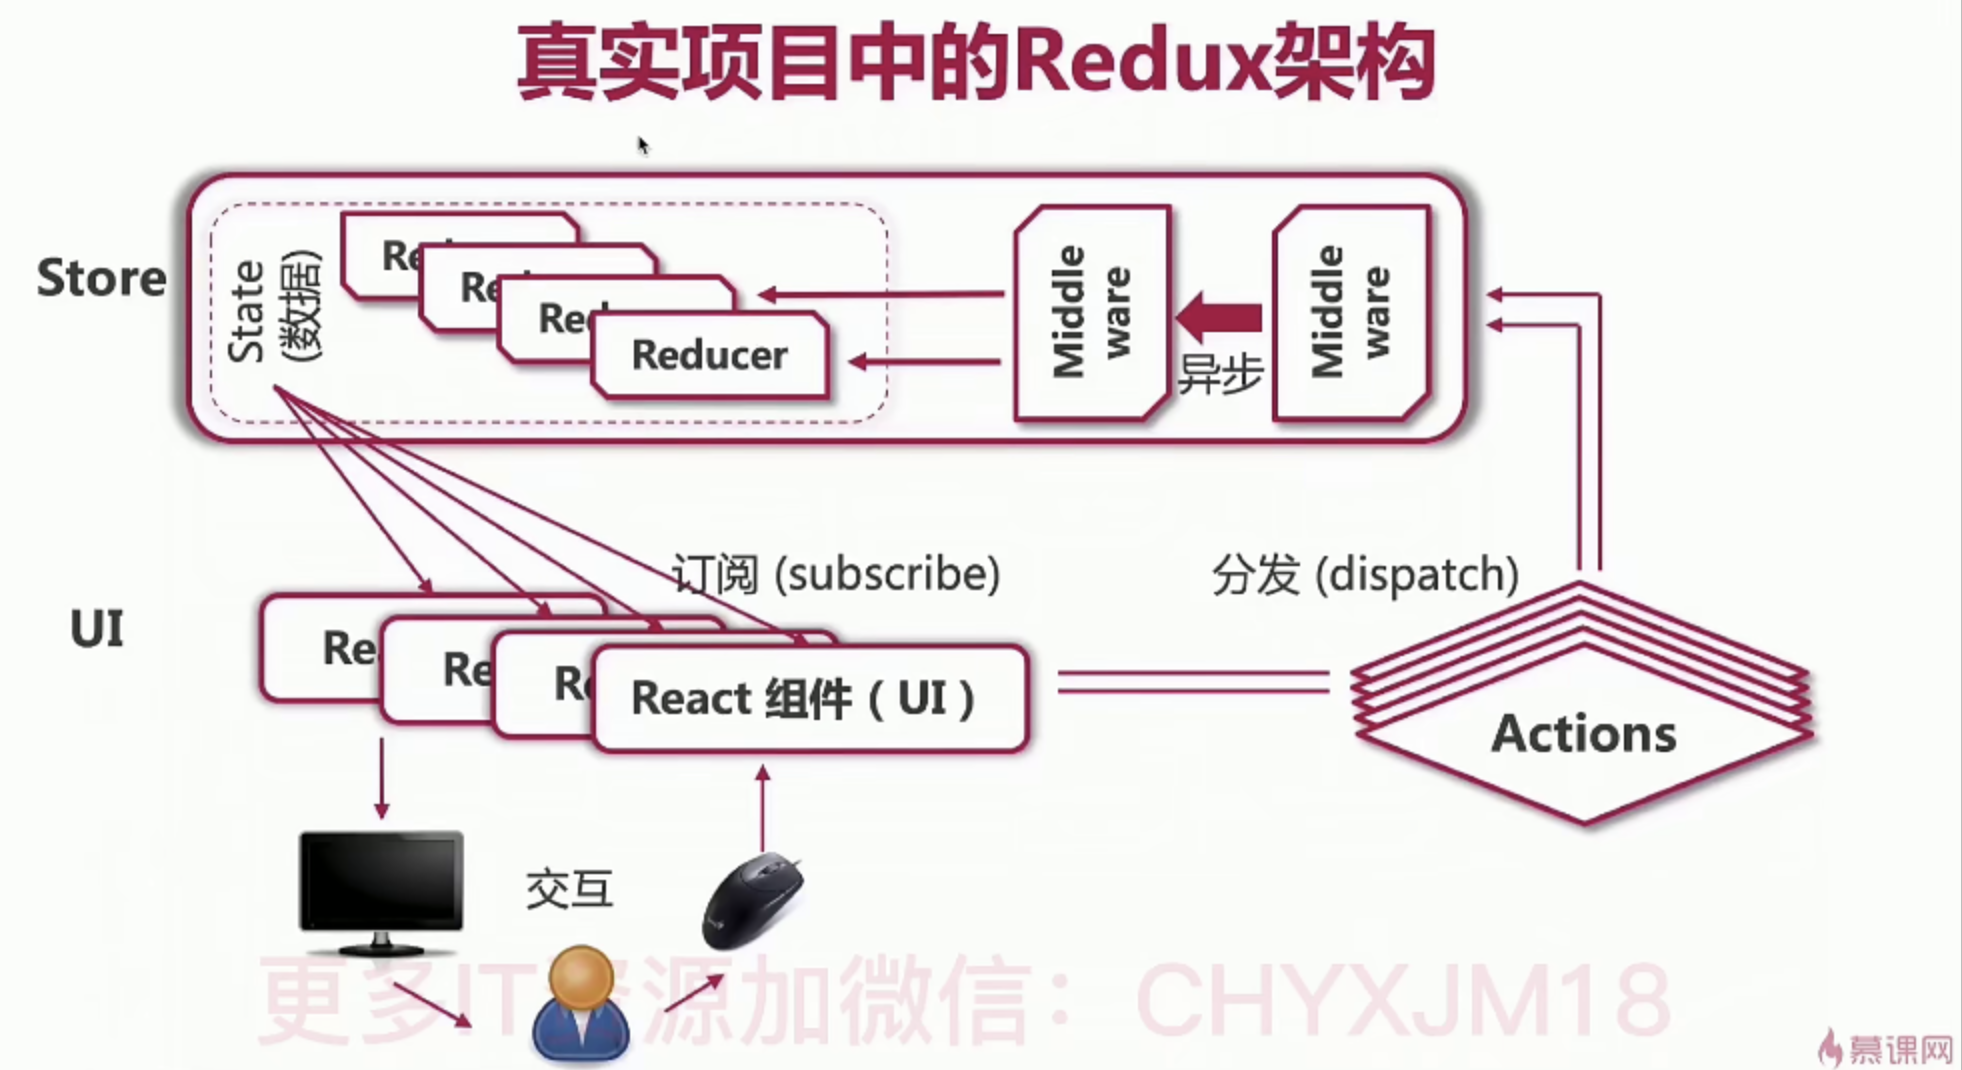 真实项目中的Redux架构
Store
State
(数据)
Re
Re
Red
Reducer
Middle
ware
异步
Middle
ware
订阅 (subscribe)
分发 (dispatch)
UI
Re
Re
R
React 组件 ( UI )
Actions
交互
更多IT资源加微信：CHYXJM18
慕课网